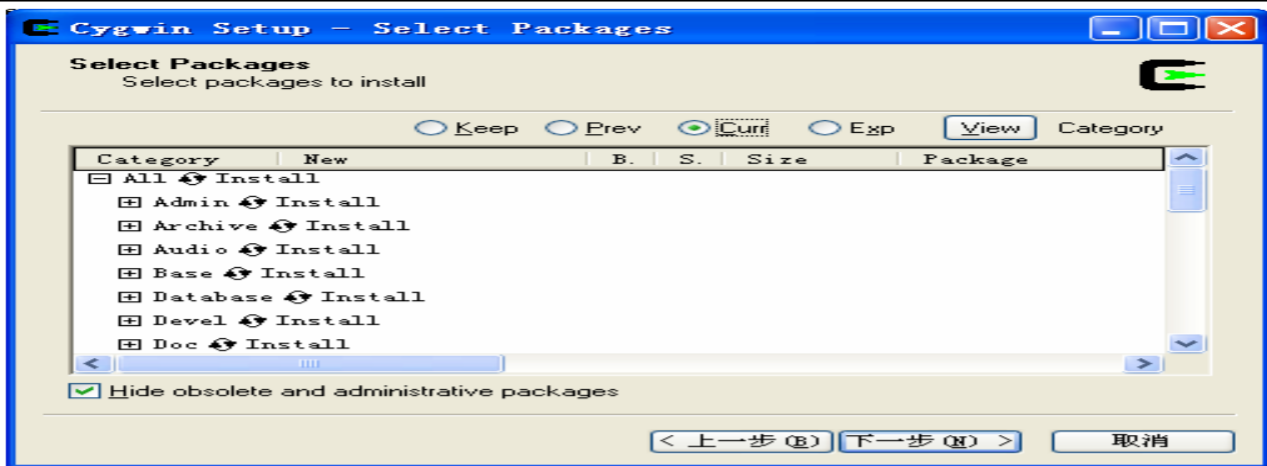 Cygwin Setup - Select Packages
Select Packages
Select packages to install
Keep Prev Curr Exp View Category
Category New B. S. Size Package
All Install
Admin Install
Archive Install
Audio Install
Base Install
Database Install
Devel Install
Doc Install
Hide obsolete and administrative packages
< 上一步(B) 下一步(N) > 取消